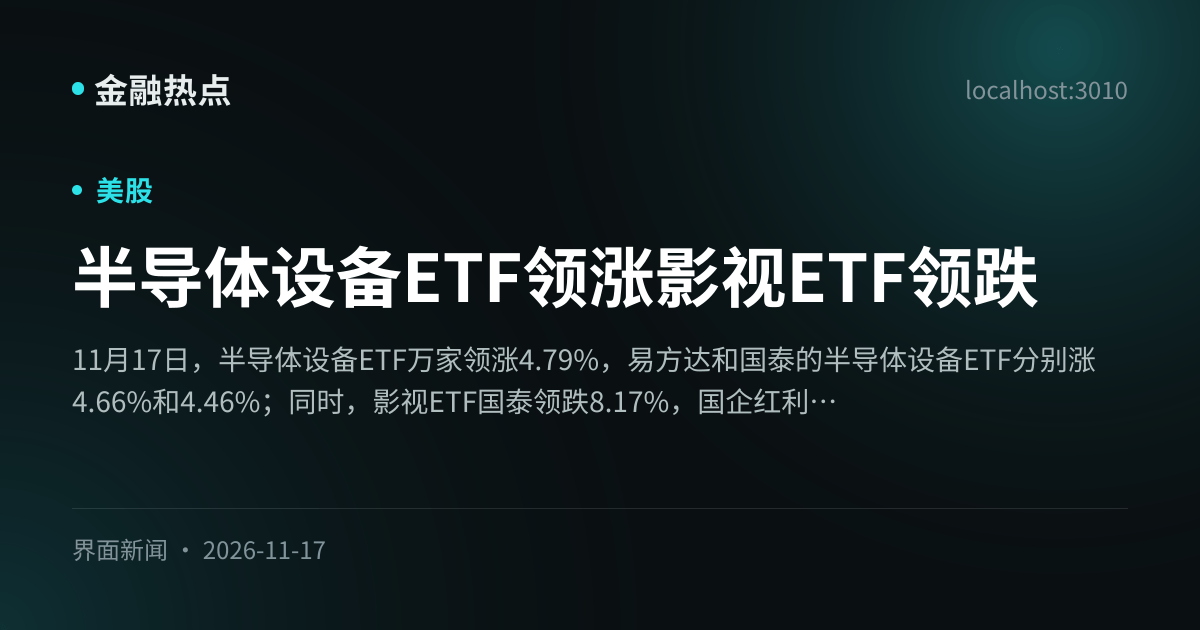 金融热点
localhost:3010
美股
半导体设备ETF领涨影视ETF领跌
11月17日，半导体设备ETF万家领涨4.79%，易方达和国泰的半导体设备ETF分别涨
4.66%和4.46%；同时，影视ETF国泰领跌8.17%，国企红利…
界面新闻 • 2026-11-17